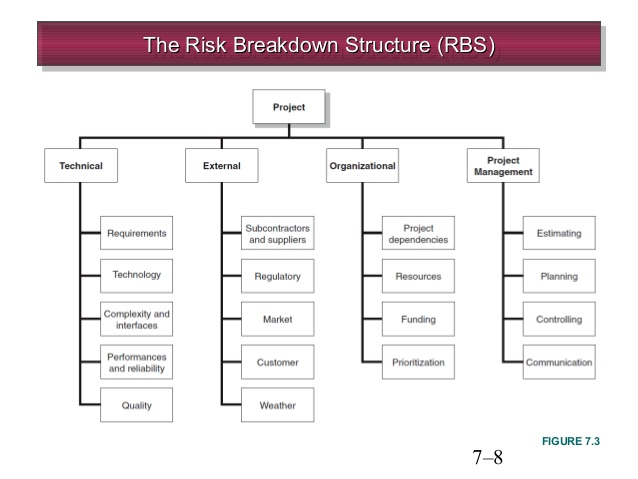 The Risk Breakdown Structure (RBS)
Project
Technical
External
Organizational
Project
Management
Requirements
Technology
Complexity and
interfaces
Performances
and reliability
Quality
Subcontractors
and suppliers
Regulatory
Market
Customer
Weather
Project
dependencies
Resources
Funding
Prioritization
Estimating
Planning
Controlling
Communication
FIGURE 7.3
7–8